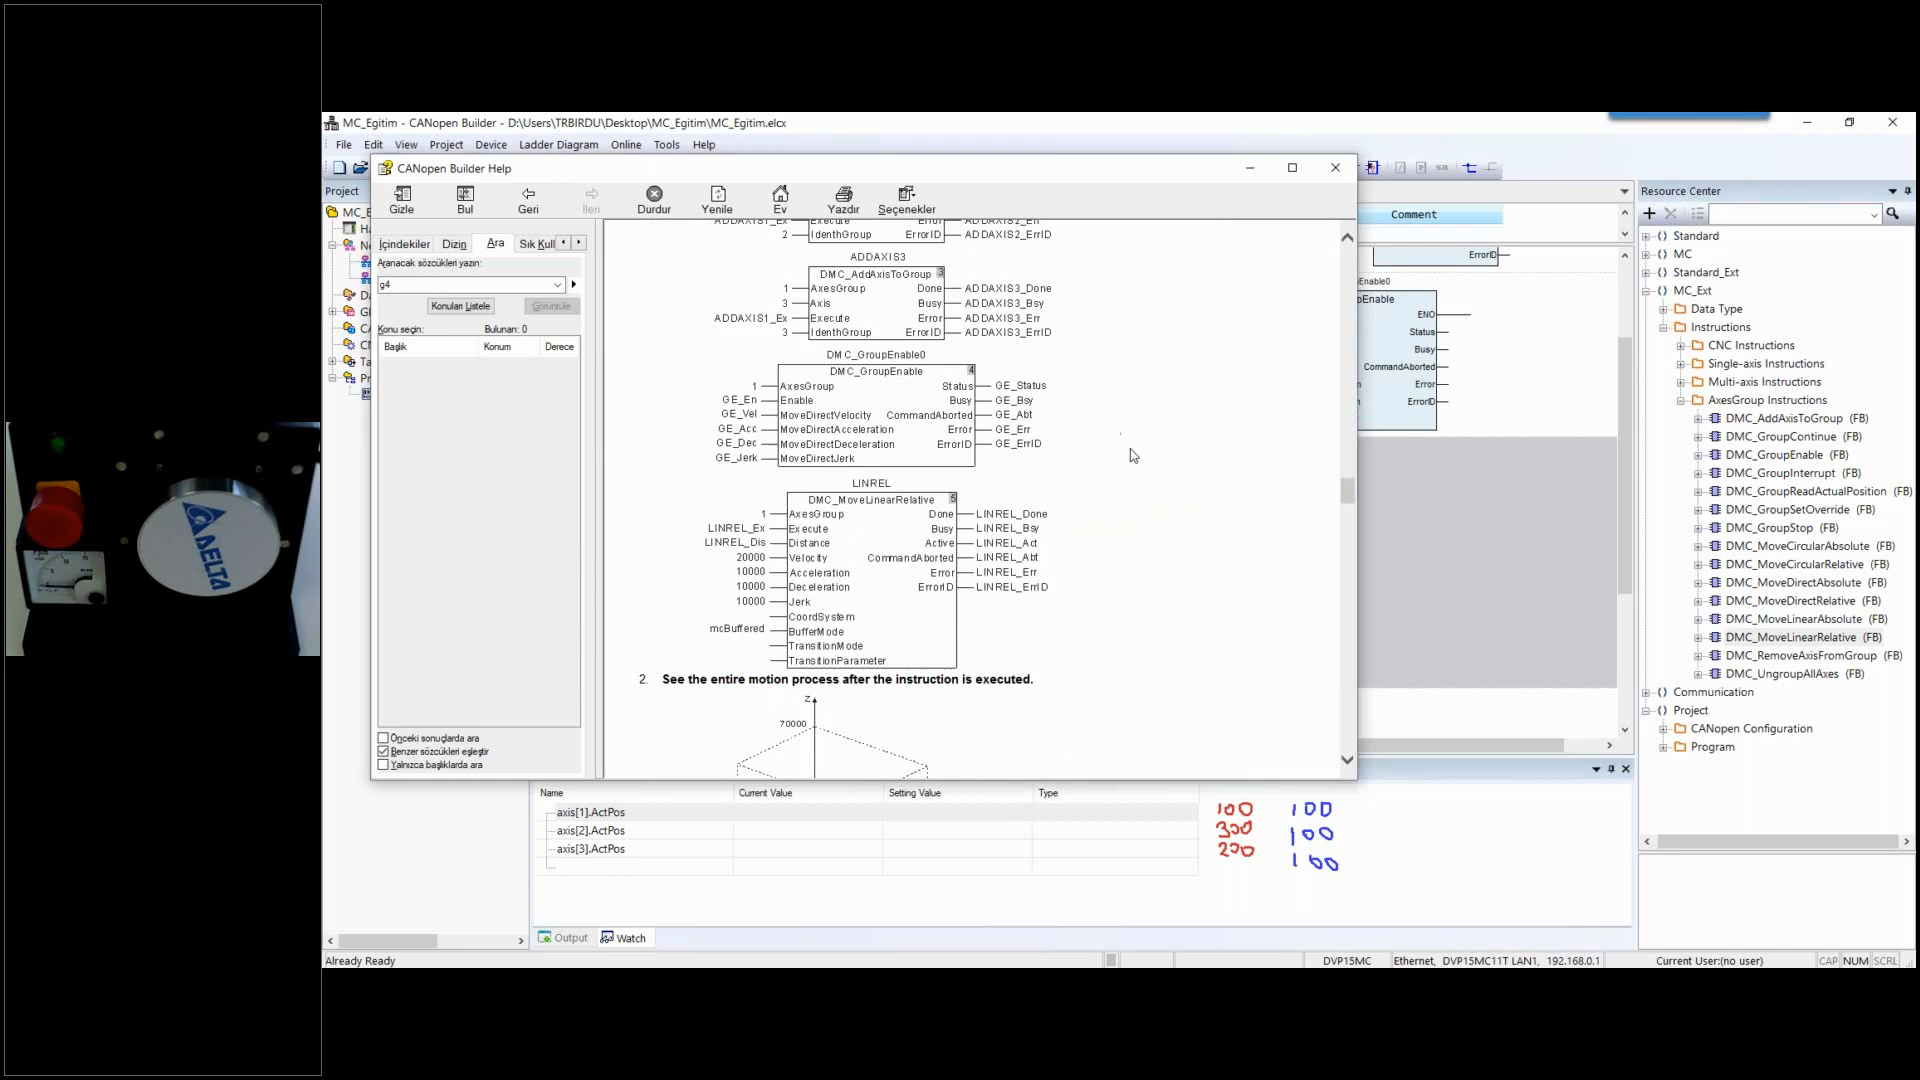 MC_Egitim - CANopen Builder - D:\Users\TRBIRDU\Desktop\MC_Egitim\MC_Egitim.elcx
File Edit View Project Device Ladder Diagram Online Tools Help
CANopen Builder Help
Gizle Bul Geri İleri Durdur Yenile Ev Yazdır Seçenekler
İçindekiler Dizin Ara Sık Kull
Aranacak sözcükleri yazın:
g4
Konuları Listele Görüntüle
Konu seçin: Bulunan: 0
Başlık Konum Derece
Önceki sonuçlarda ara
Benzer sözcükleri eşleştir
Yalnızca başlıklarda ara
ADDAXIS1_Ex Execute Error ADDAXIS2_Err
2 IdenthGroup ErrorID ADDAXIS2_ErrID
ADDAXIS3
DMC_AddAxisToGroup 3
1 AxesGroup Done ADDAXIS3_Done
3 Axis Busy ADDAXIS3_Bsy
ADDAXIS1_Ex Execute Error ADDAXIS3_Err
3 IdenthGroup ErrorID ADDAXIS3_ErrID
DMC_GroupEnable0
DMC_GroupEnable 4
1 AxesGroup Status GE_Status
GE_En Enable Busy GE_Bsy
GE_Vel MoveDirectVelocity CommandAborted GE_Abt
GE_Acc MoveDirectAcceleration Error GE_Err
GE_Dec MoveDirectDeceleration ErrorID GE_ErrID
GE_Jerk MoveDirectJerk
LINREL
DMC_MoveLinearRelative 5
1 AxesGroup Done LINREL_Done
LINREL_Ex Execute Busy LINREL_Bsy
LINREL_Dis Distance Active LINREL_Act
20000 Velocity CommandAborted LINREL_Abt
10000 Acceleration Error LINREL_Err
10000 Deceleration ErrorID LINREL_ErrID
10000 Jerk
CoordSystem
mcBuffered BufferMode
TransitionMode
TransitionParameter
2. See the entire motion process after the instruction is executed.
Z
70000
Project
MC_E
Comment
ErrorID
Enable0
pEnable
ENO
Status
Busy
CommandAborted
Error
ErrorID
Resource Center
Standard
MC
Standard_Ext
MC_Ext
Data Type
Instructions
CNC Instructions
Single-axis Instructions
Multi-axis Instructions
AxesGroup Instructions
DMC_AddAxisToGroup (FB)
DMC_GroupContinue (FB)
DMC_GroupEnable (FB)
DMC_GroupInterrupt (FB)
DMC_GroupReadActualPosition (FB)
DMC_GroupSetOverride (FB)
DMC_GroupStop (FB)
DMC_MoveCircularAbsolute (FB)
DMC_MoveCircularRelative (FB)
DMC_MoveDirectAbsolute (FB)
DMC_MoveDirectRelative (FB)
DMC_MoveLinearAbsolute (FB)
DMC_MoveLinearRelative (FB)
DMC_RemoveAxisFromGroup (FB)
DMC_UngroupAllAxes (FB)
Communication
Project
CANopen Configuration
Program
Name Current Value Setting Value Type
axis[1].ActPos
axis[2].ActPos
axis[3].ActPos
100 100
300 100
200 100
Output Watch
Already Ready DVP15MC Ethernet, DVP15MC11T LAN1, 192.168.0.1 Current User:(no user) CAP NUM SCRL
DELTA